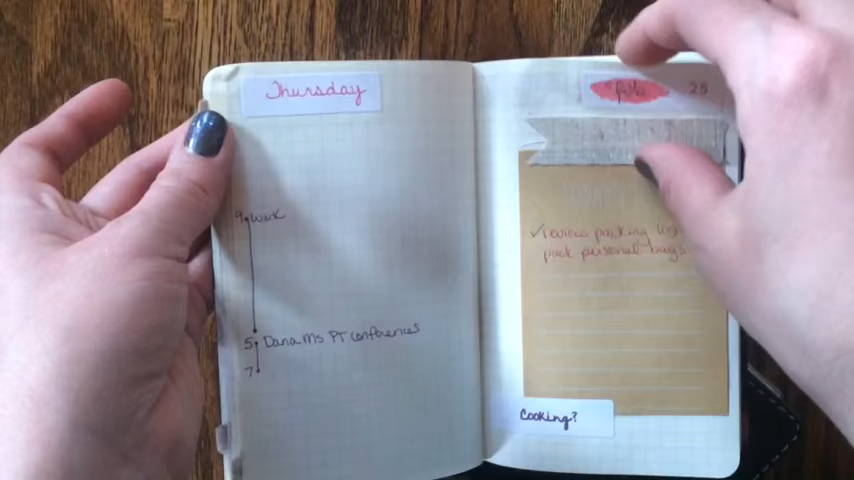 Thursday
9 Work
5 Dana Ms PT conferences
7
25
✓review packing list
pack personal bags
Cooking?